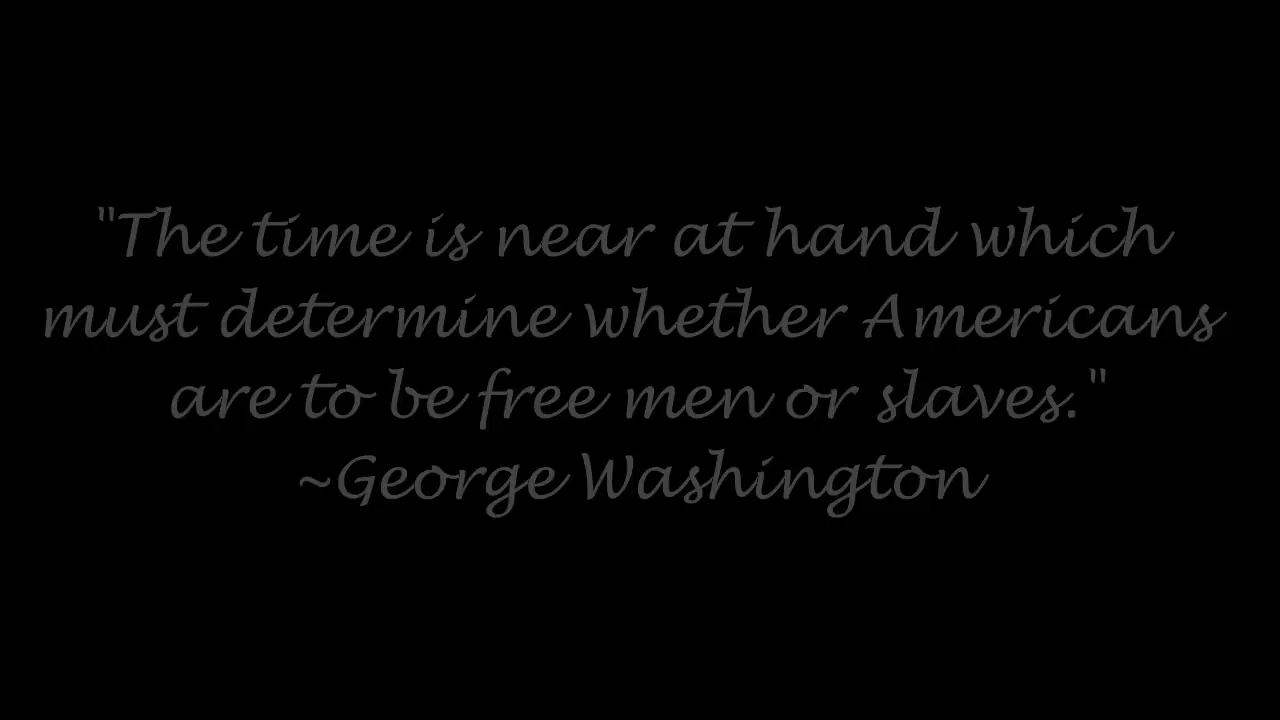 "The time is near at hand which
must determine whether Americans
are to be free men or slaves."
~George Washington